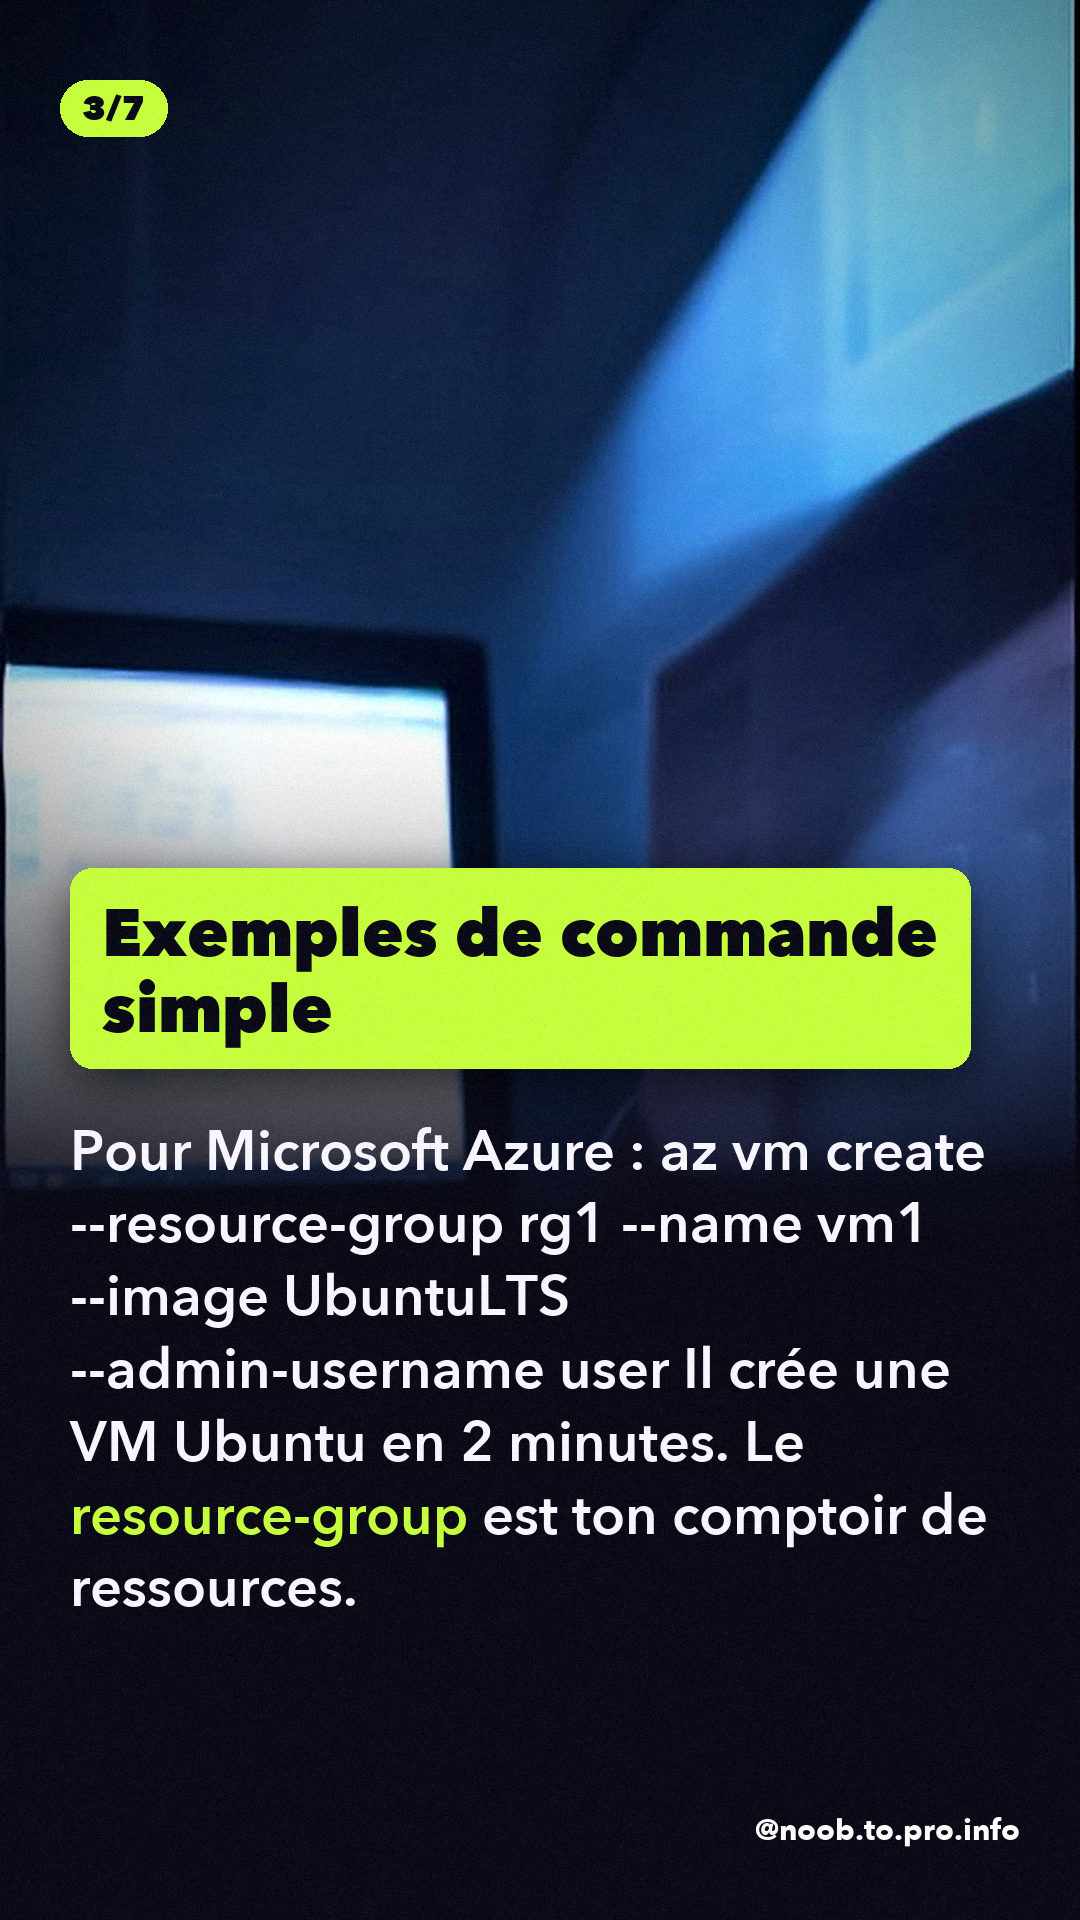 3/7
Exemples de commande
simple
Pour Microsoft Azure : az vm create
--resource-group rg1 --name vm1
--image UbuntuLTS
--admin-username user Il crée une
VM Ubuntu en 2 minutes. Le
resource-group est ton comptoir de
ressources.
@noob.to.pro.info